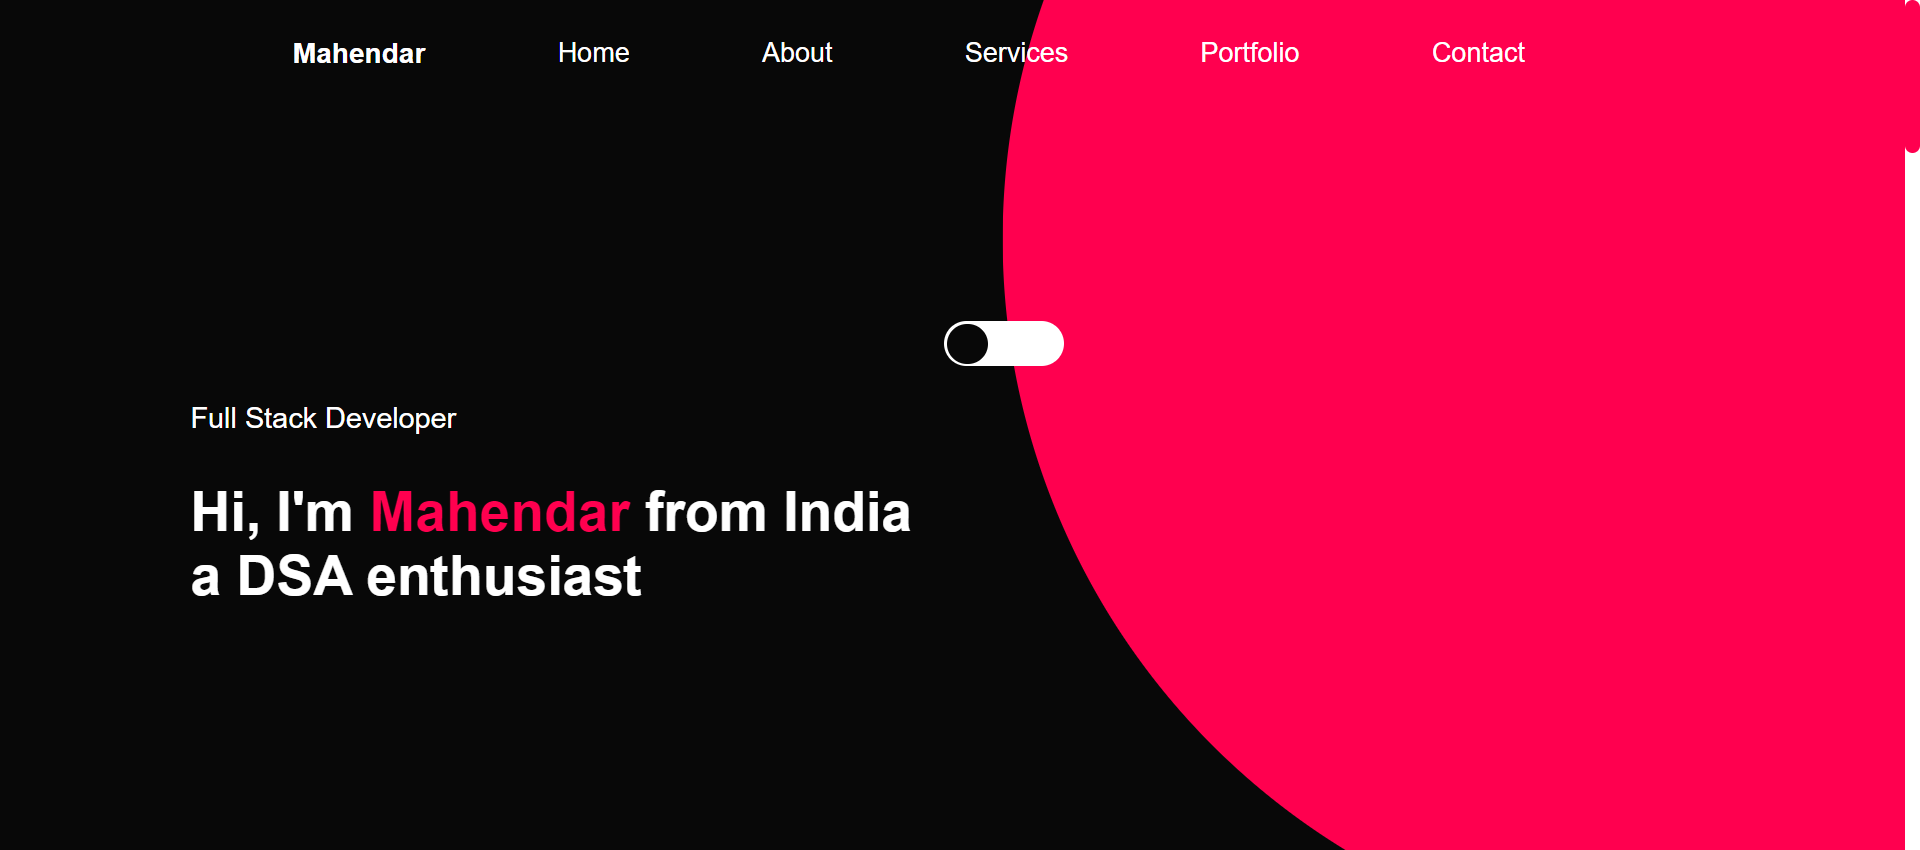 Mahendar Home About Services Portfolio Contact
Full Stack Developer
Hi, I'm Mahendar from India
a DSA enthusiast